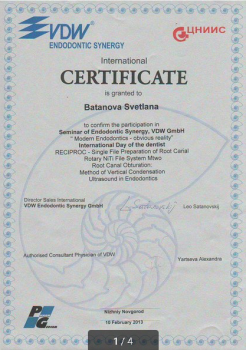 VDW®
ЦНИИС
ENDODONTIC SYNERGY
International
CERTIFICATE
is granted to
Batanova Svetlana
to confirm the participation in
Seminar of Endodontic Synergy, VDW GmbH
" Modern Endodontics - obvious reality"
International Day of the dentist
RECIPROC - Single File Preparation of Root Canal
Rotary NiTi File System Mtwo
Root Canal Obturation:
Method of Vertical Condensation
Ultrasound in Endodontics
Director Sales International
VDW Endodontic Synergy GmbH
Leo Satanovskij
Authorised Consultant Physician of VDW
Yartseva Alexandra
Nizhniy Novgorod
16 February 2013
1/4